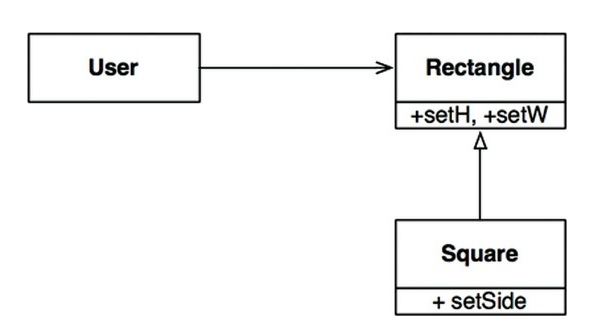 User
Rectangle
+setH, +setW
Square
+ setSide